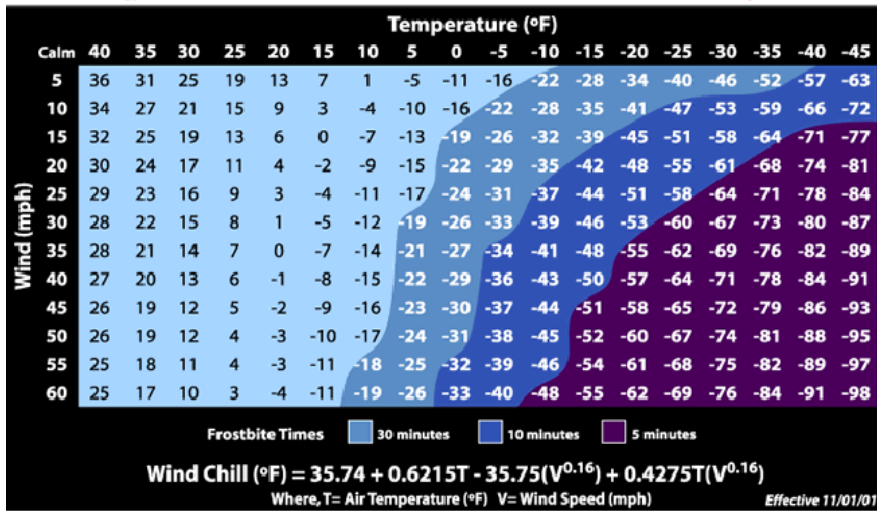 Temperature (ºF)
Calm 40 35 30 25 20 15 10 5 0 -5 -10 -15 -20 -25 -30 -35 -40 -45
5 36 31 25 19 13 7 1 -5 -11 -16 -22 -28 -34 -40 -46 -52 -57 -63
10 34 27 21 15 9 3 -4 -10 -16 -22 -28 -35 -41 -47 -53 -59 -66 -72
15 32 25 19 13 6 0 -7 -13 -19 -26 -32 -39 -45 -51 -58 -64 -71 -77
20 30 24 17 11 4 -2 -9 -15 -22 -29 -35 -42 -48 -55 -61 -68 -74 -81
25 29 23 16 9 3 -4 -11 -17 -24 -31 -37 -44 -51 -58 -64 -71 -78 -84
30 28 22 15 8 1 -5 -12 -19 -26 -33 -39 -46 -53 -60 -67 -73 -80 -87
35 28 21 14 7 0 -7 -14 -21 -27 -34 -41 -48 -55 -62 -69 -76 -82 -89
40 27 20 13 6 -1 -8 -15 -22 -29 -36 -43 -50 -57 -64 -71 -78 -84 -91
45 26 19 12 5 -2 -9 -16 -23 -30 -37 -44 -51 -58 -65 -72 -79 -86 -93
50 26 19 12 4 -3 -10 -17 -24 -31 -38 -45 -52 -60 -67 -74 -81 -88 -95
55 25 18 11 4 -3 -11 -18 -25 -32 -39 -46 -54 -61 -68 -75 -82 -89 -97
60 25 17 10 3 -4 -11 -19 -26 -33 -40 -48 -55 -62 -69 -76 -84 -91 -98
Wind (mph)
Frostbite Times 30 minutes 10 minutes 5 minutes
Wind Chill (ºF) = 35.74 + 0.6215T - 35.75(V^0.16) + 0.4275T(V^0.16)
Where, T= Air Temperature (ºF) V= Wind Speed (mph) Effective 11/01/01